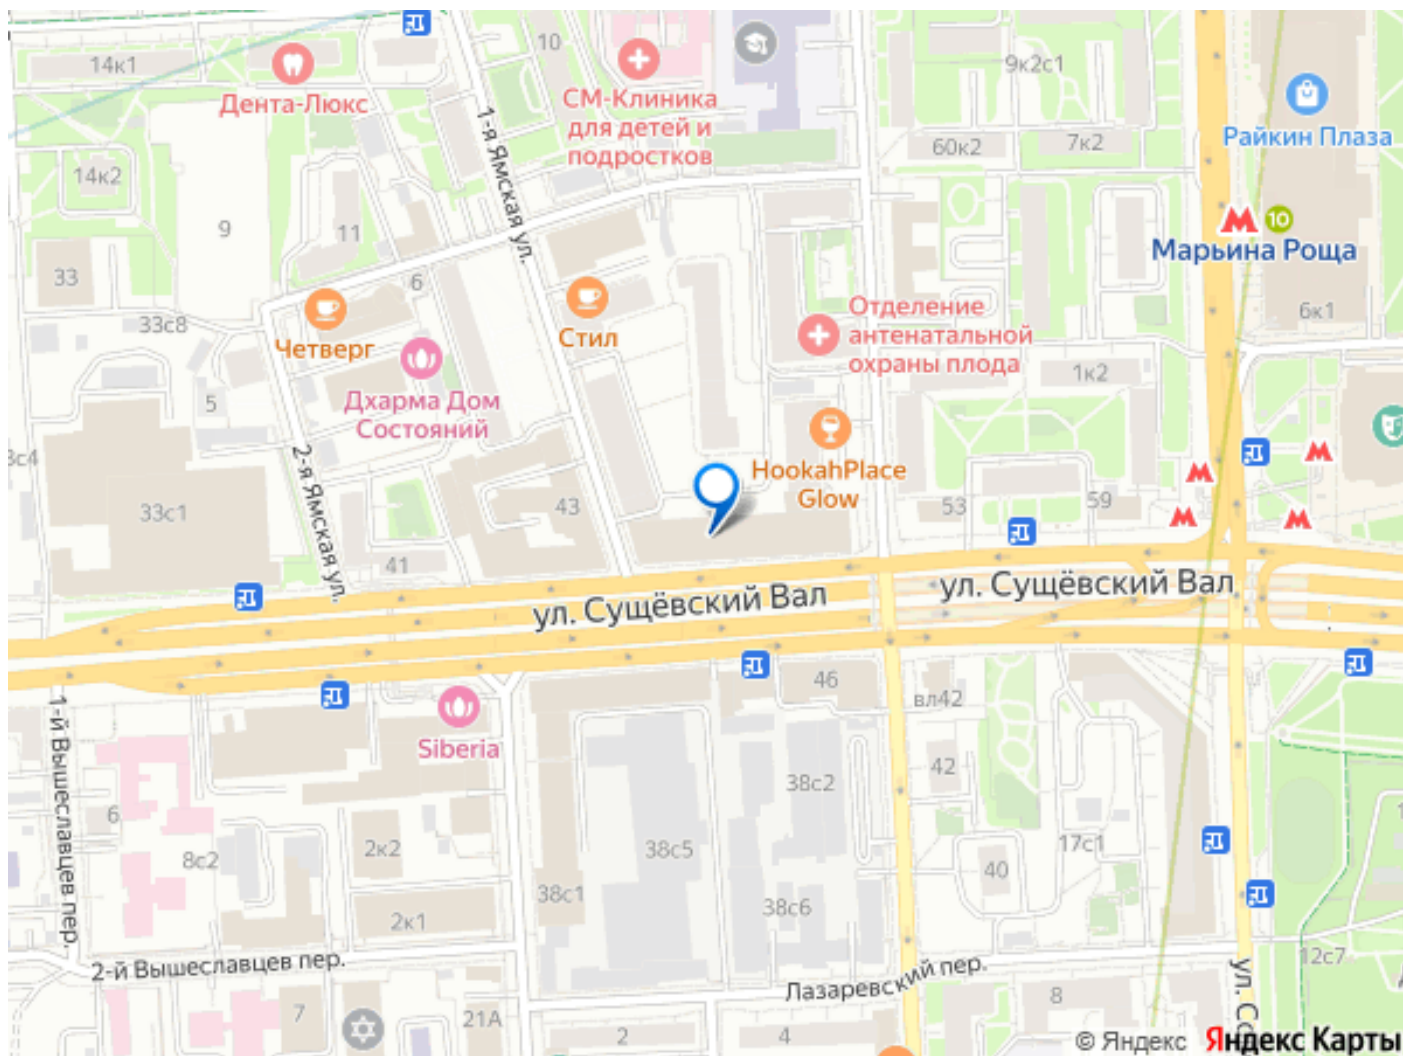 14к1
10
9к2с1
Дента-Люкс
СМ-Клиника
для детей и
подростков
1-я Ямская ул.
60к2
7к2
Райкин Плаза
14к2
9
11
10
Марьина Роща
33
6
33с8
6к1
Четверг
Стил
Отделение
антенатальной
охраны плода
1к2
5
Дхарма Дом
Состояний
2-я Ямская ул.
HookahPlace
Glow
33с1
43
53
59
41
ул. Сущёвский Вал
ул. Сущёвский Вал
1-й Вышеславцев пер.
46
вл42
Siberia
42
38с2
6
8с2
2к2
38с5
17с1
40
38с1
2к1
38с6
2-й Вышеславцев пер.
Лазаревский пер.
12с7
7
21А
2
4
8
© Яндекс
Яндекс Карты